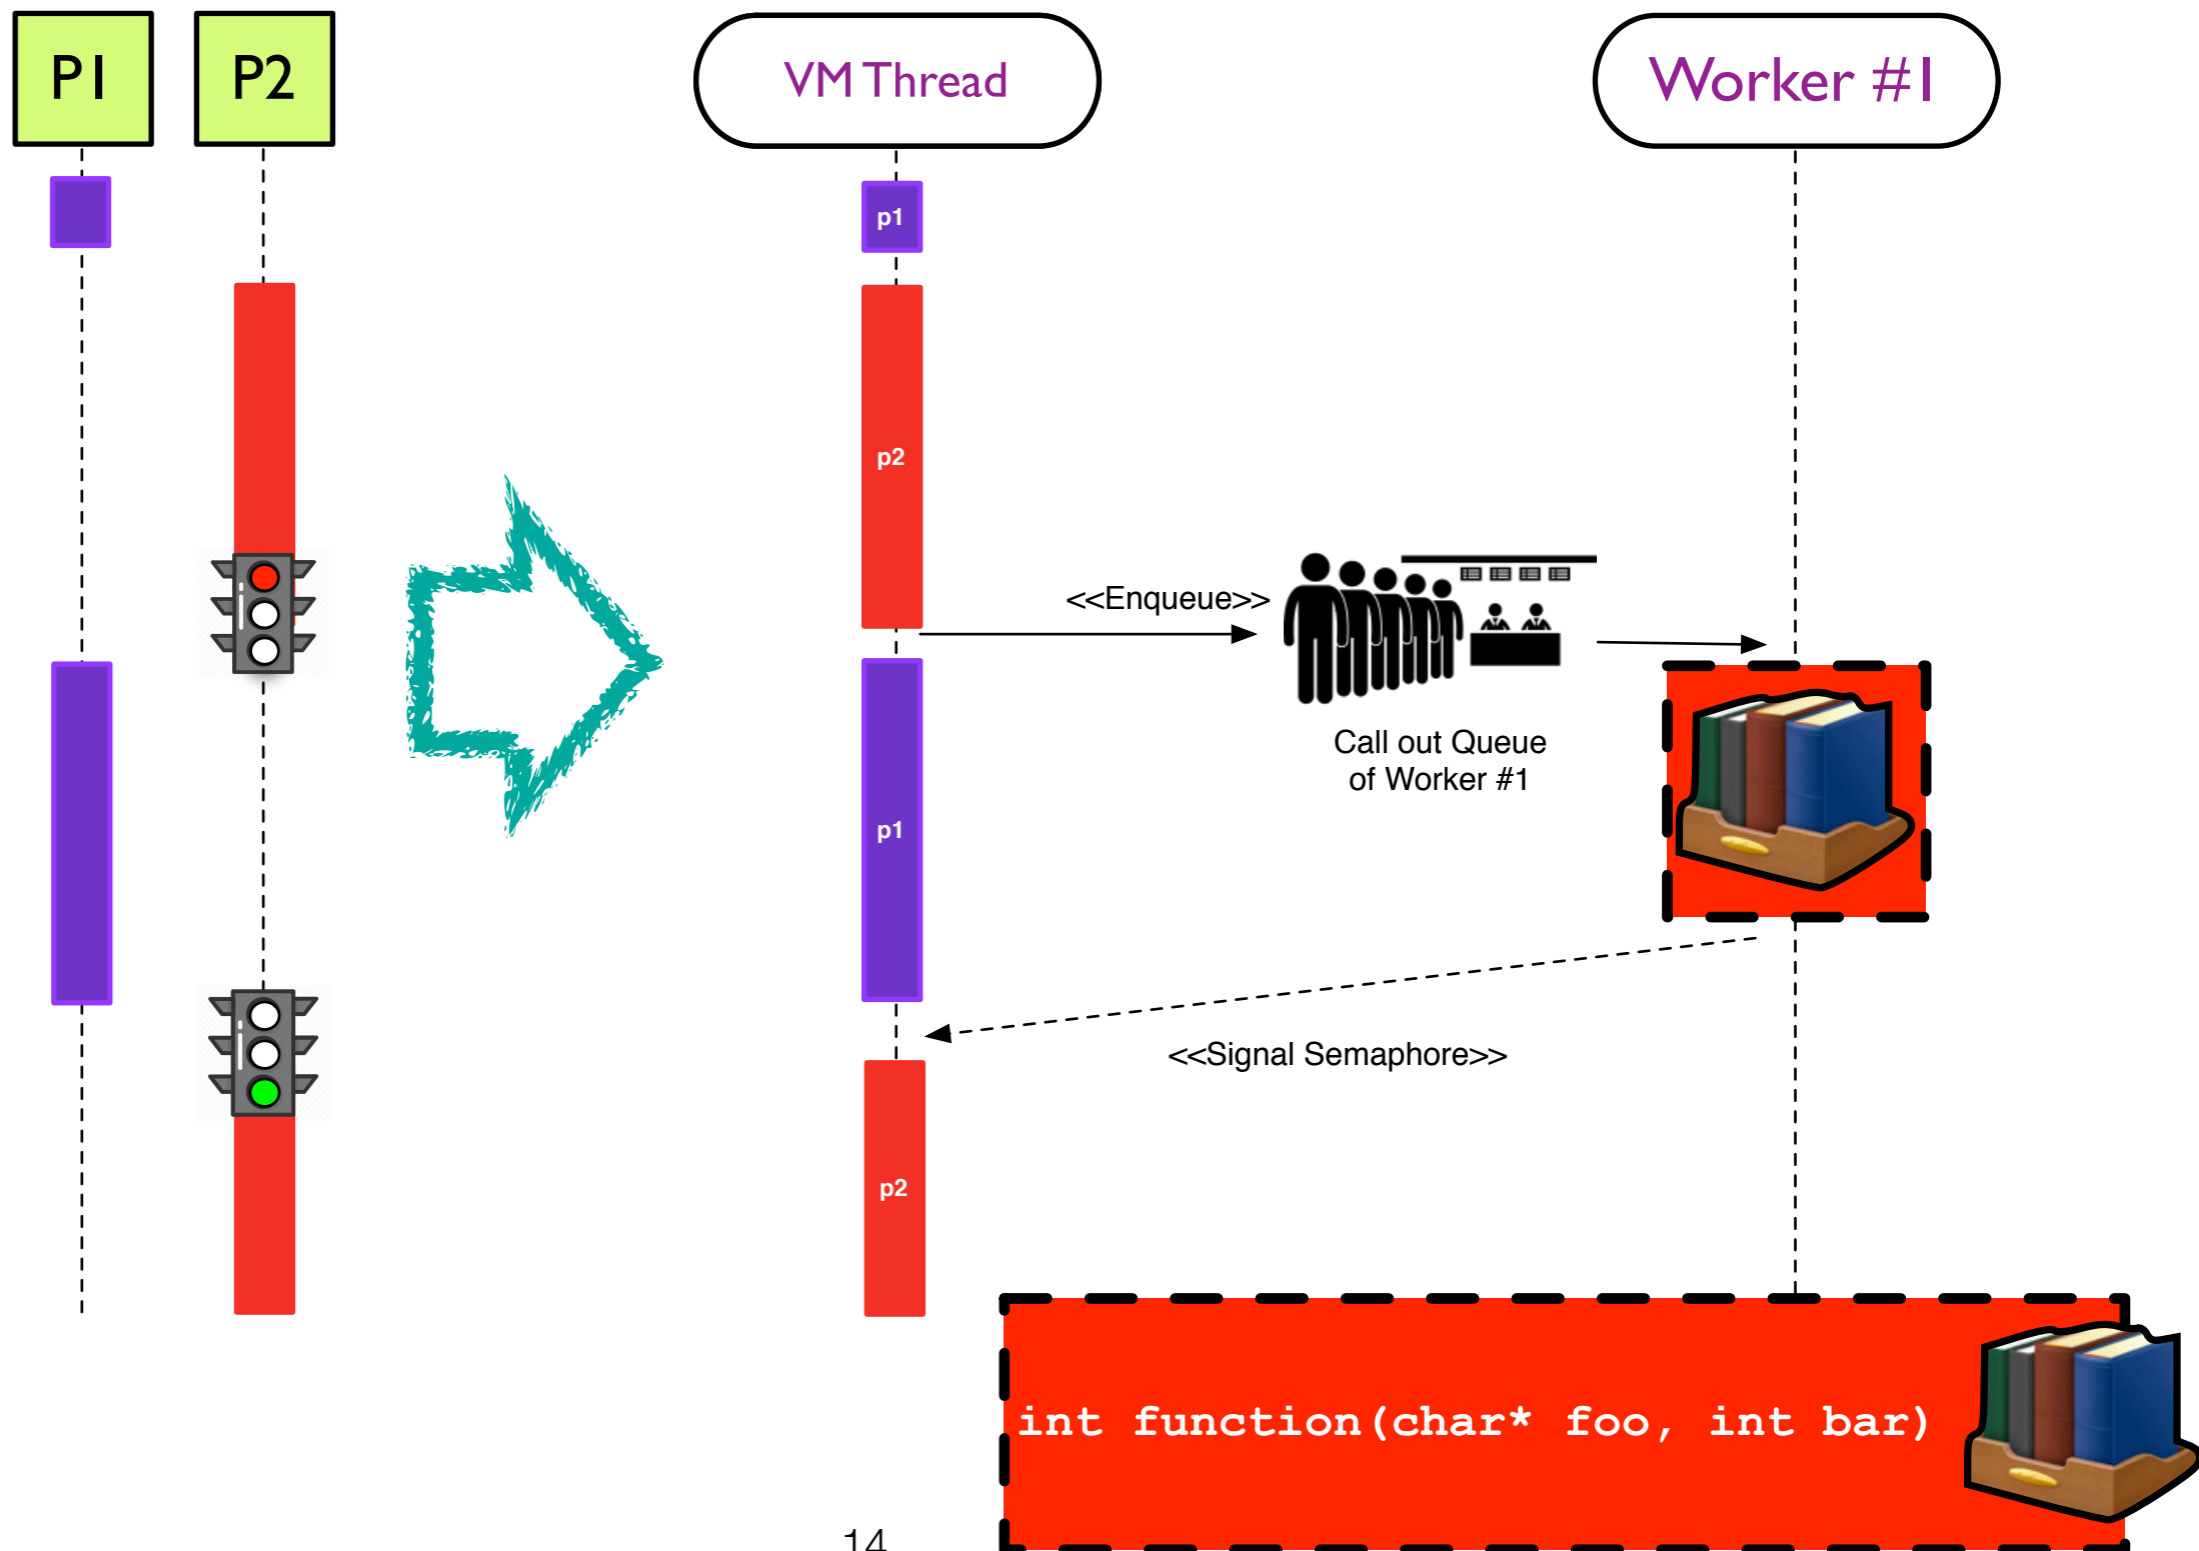 P1
P2
VM Thread
Worker #1
p1
p2
<<Enqueue>>
Call out Queue
of Worker #1
p1
<<Signal Semaphore>>
p2
int function(char* foo, int bar)
14